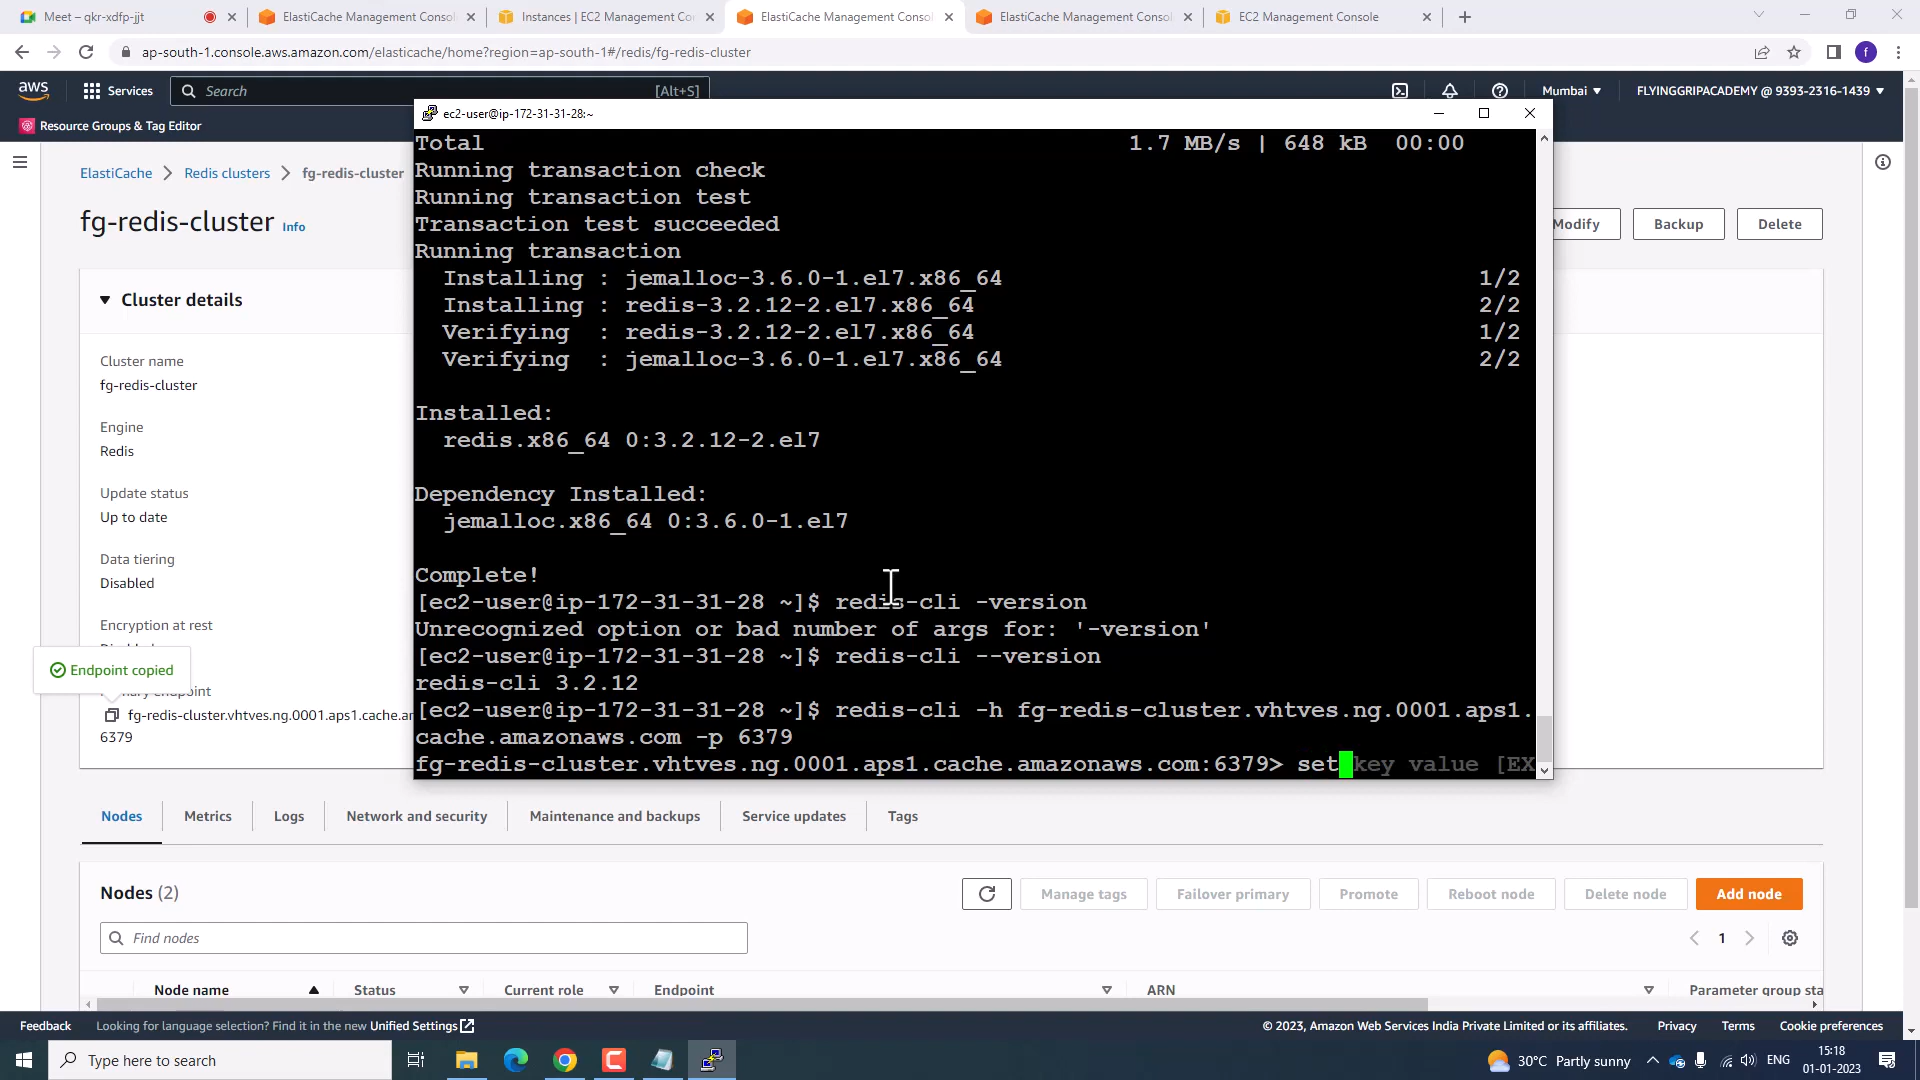 Meet – qkr-xdfp-jjt
ElastiCache Management Consol
Instances | EC2 Management Co
ElastiCache Management Consol
ElastiCache Management Consol
EC2 Management Console
ap-south-1.console.aws.amazon.com/elasticache/home?region=ap-south-1#/redis/fg-redis-cluster
f
aws
Services
Search
[Alt+S]
Mumbai
FLYINGGRIPACADEMY @ 9393-2316-1439
Resource Groups & Tag Editor
ElastiCache
Redis clusters
fg-redis-cluster
fg-redis-cluster Info
Modify
Backup
Delete
Cluster details
Cluster name
fg-redis-cluster
Engine
Redis
Update status
Up to date
Data tiering
Disabled
Encryption at rest
Endpoint copied
fg-redis-cluster.vhtves.ng.0001.aps1.cache.am
6379
ec2-user@ip-172-31-31-28:~
Total 1.7 MB/s | 648 kB 00:00
Running transaction check
Running transaction test
Transaction test succeeded
Running transaction
Installing : jemalloc-3.6.0-1.el7.x86_64 1/2
Installing : redis-3.2.12-2.el7.x86_64 2/2
Verifying : redis-3.2.12-2.el7.x86_64 1/2
Verifying : jemalloc-3.6.0-1.el7.x86_64 2/2
Installed:
redis.x86_64 0:3.2.12-2.el7
Dependency Installed:
jemalloc.x86_64 0:3.6.0-1.el7
Complete!
[ec2-user@ip-172-31-31-28 ~]$ redis-cli -version
Unrecognized option or bad number of args for: '-version'
[ec2-user@ip-172-31-31-28 ~]$ redis-cli --version
redis-cli 3.2.12
[ec2-user@ip-172-31-31-28 ~]$ redis-cli -h fg-redis-cluster.vhtves.ng.0001.aps1.
cache.amazonaws.com -p 6379
fg-redis-cluster.vhtves.ng.0001.aps1.cache.amazonaws.com:6379> set key value [EX
Nodes
Metrics
Logs
Network and security
Maintenance and backups
Service updates
Tags
Nodes (2)
Manage tags
Failover primary
Promote
Reboot node
Delete node
Add node
Find nodes
1
Node name
Status
Current role
Endpoint
ARN
Parameter group sta
Feedback
Looking for language selection? Find it in the new Unified Settings
© 2023, Amazon Web Services India Private Limited or its affiliates.
Privacy
Terms
Cookie preferences
Type here to search
30°C Partly sunny
ENG
15:18
01-01-2023